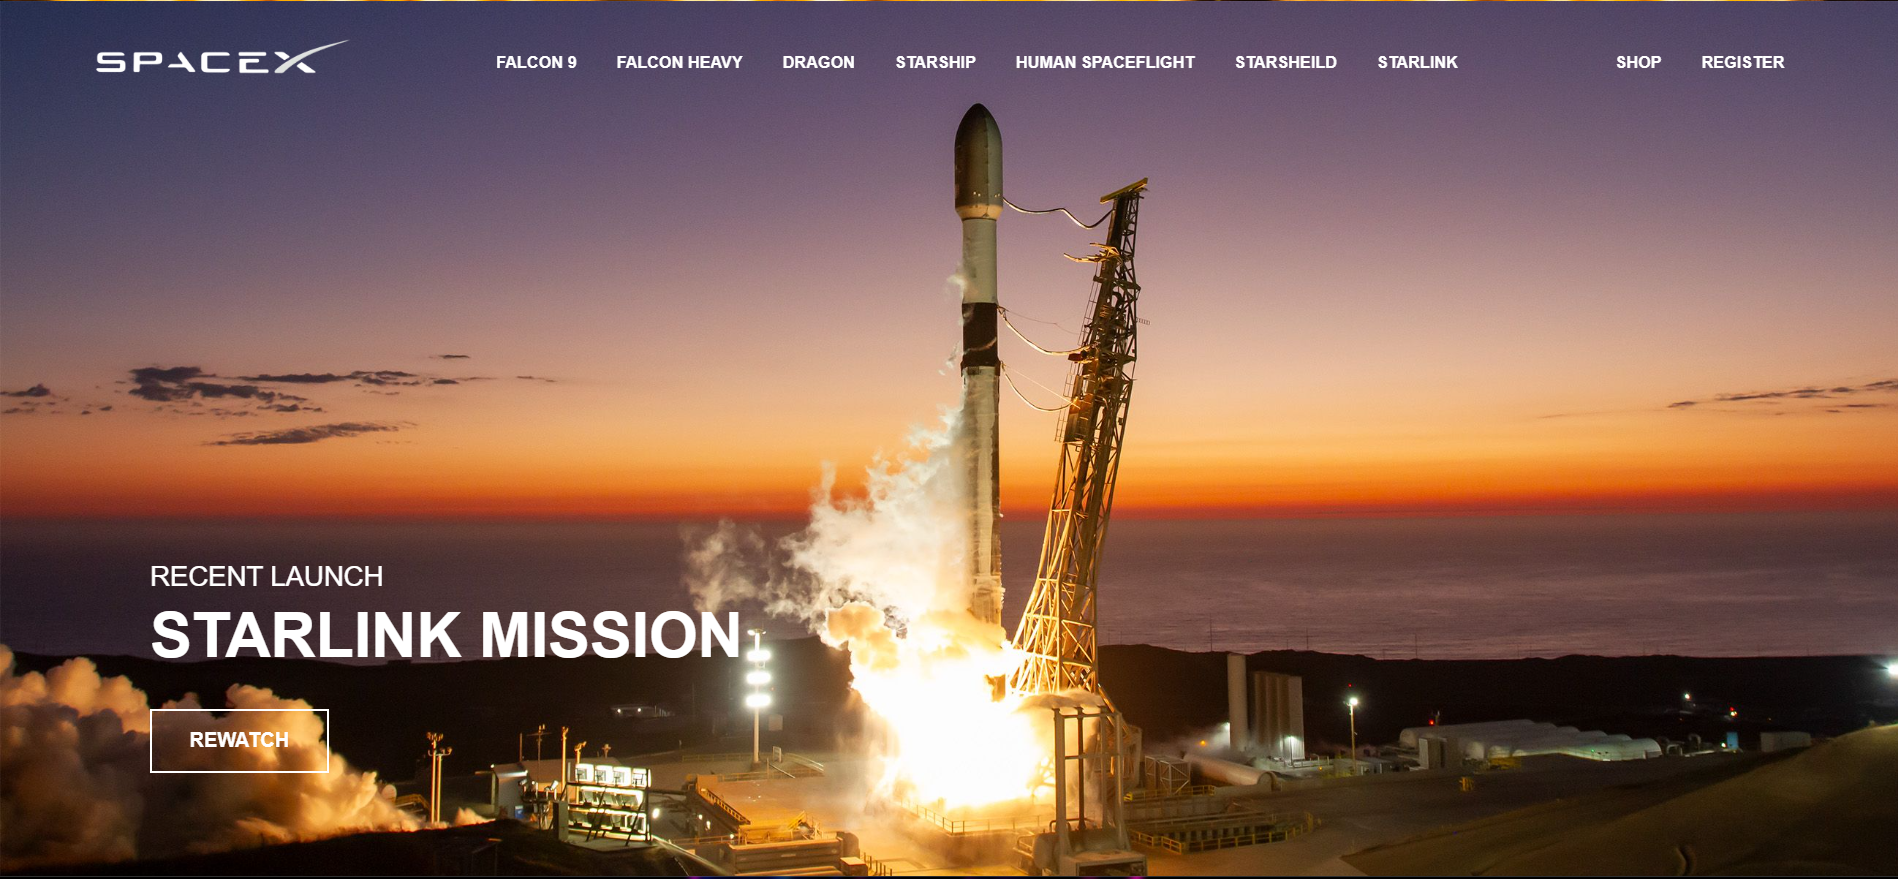 SPACEX
FALCON 9 FALCON HEAVY DRAGON STARSHIP HUMAN SPACEFLIGHT STARSHEILD STARLINK SHOP REGISTER
RECENT LAUNCH
STARLINK MISSION
REWATCH